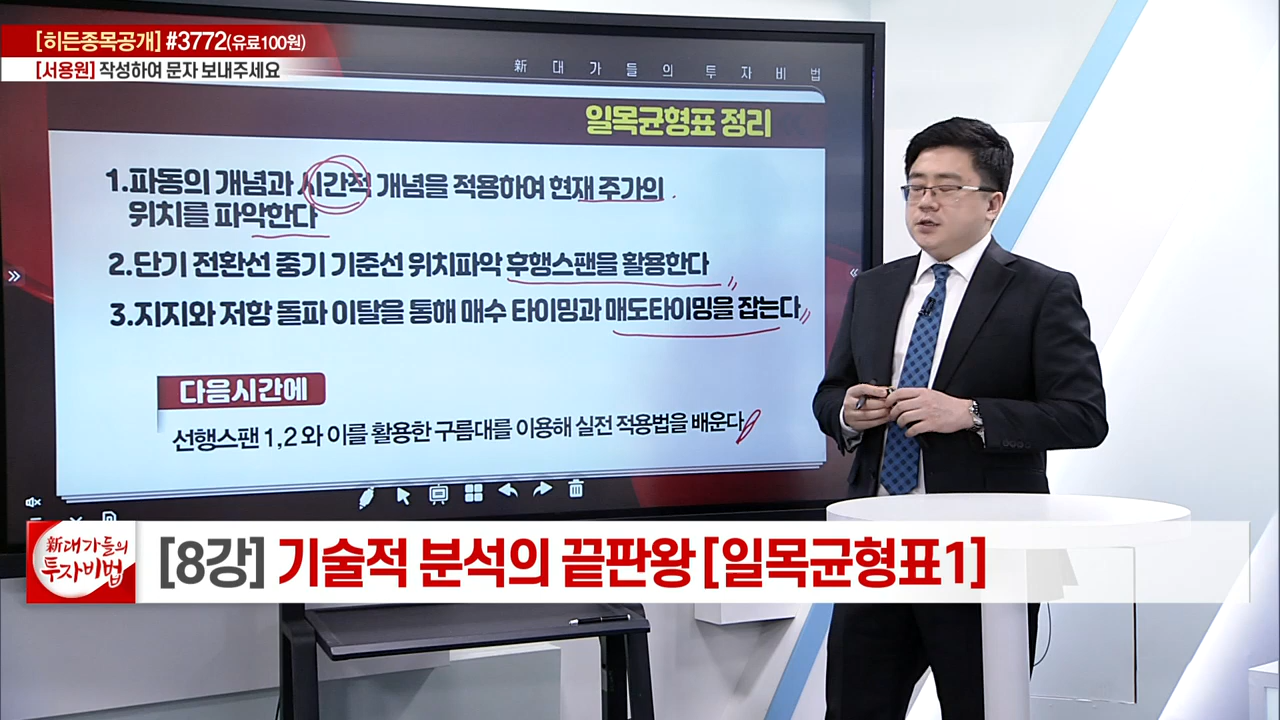 [히든종목공개] #3772(유료100원)
[서용원] 작성하여 문자 보내주세요
新 대 가 들 의 투 자 비 법
일목균형표 정리
1.파동의 개념과 시간적 개념을 적용하여 현재 주가의
위치를 파악한다
2.단기 전환선 중기 기준선 위치파악 후행스팬을 활용한다
3.지지와 저항 돌파 이탈을 통해 매수 타이밍과 매도타이밍을 잡는다
다음시간에
선행스팬 1,2 와 이를 활용한 구름대를 이용해 실전 적용법을 배운다
新대가들의
투자비법
[8강] 기술적 분석의 끝판왕 [일목균형표1]